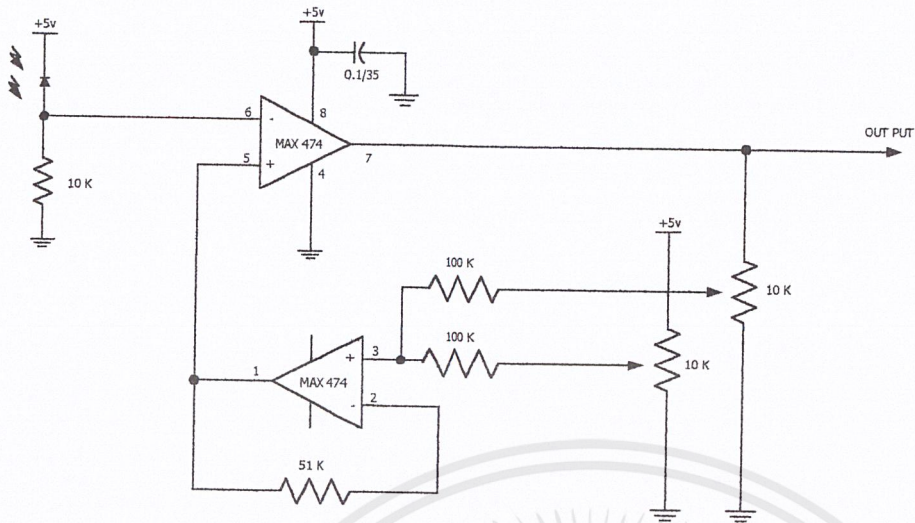 +5v
+5v
0.1/35
6
-
8
MAX 474
7
5
+
4
OUT PUT
10 K
+5v
100 K
10 K
100 K
+
3
1
MAX 474
-
2
10 K
51 K